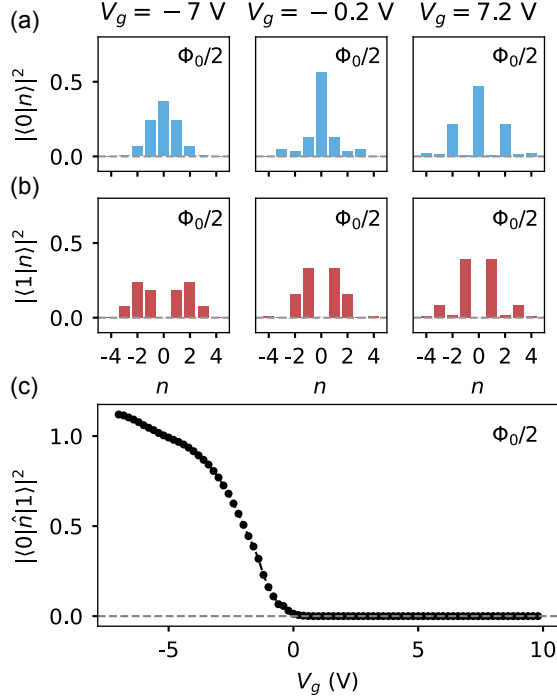 V_g = −7 V V_g = −0.2 V V_g = 7.2 V
(a)
|⟨0|n⟩|²
0.5
0.0
Φ₀/2 Φ₀/2 Φ₀/2
(b)
|⟨1|n⟩|²
0.5
0.0
Φ₀/2 Φ₀/2 Φ₀/2
-4 -2 0 2 4 -4 -2 0 2 4 -4 -2 0 2 4
n n n
(c)
|⟨0|n̂|1⟩|²
1.0
0.5
0.0
Φ₀/2
-5 0 5 10
V_g (V)